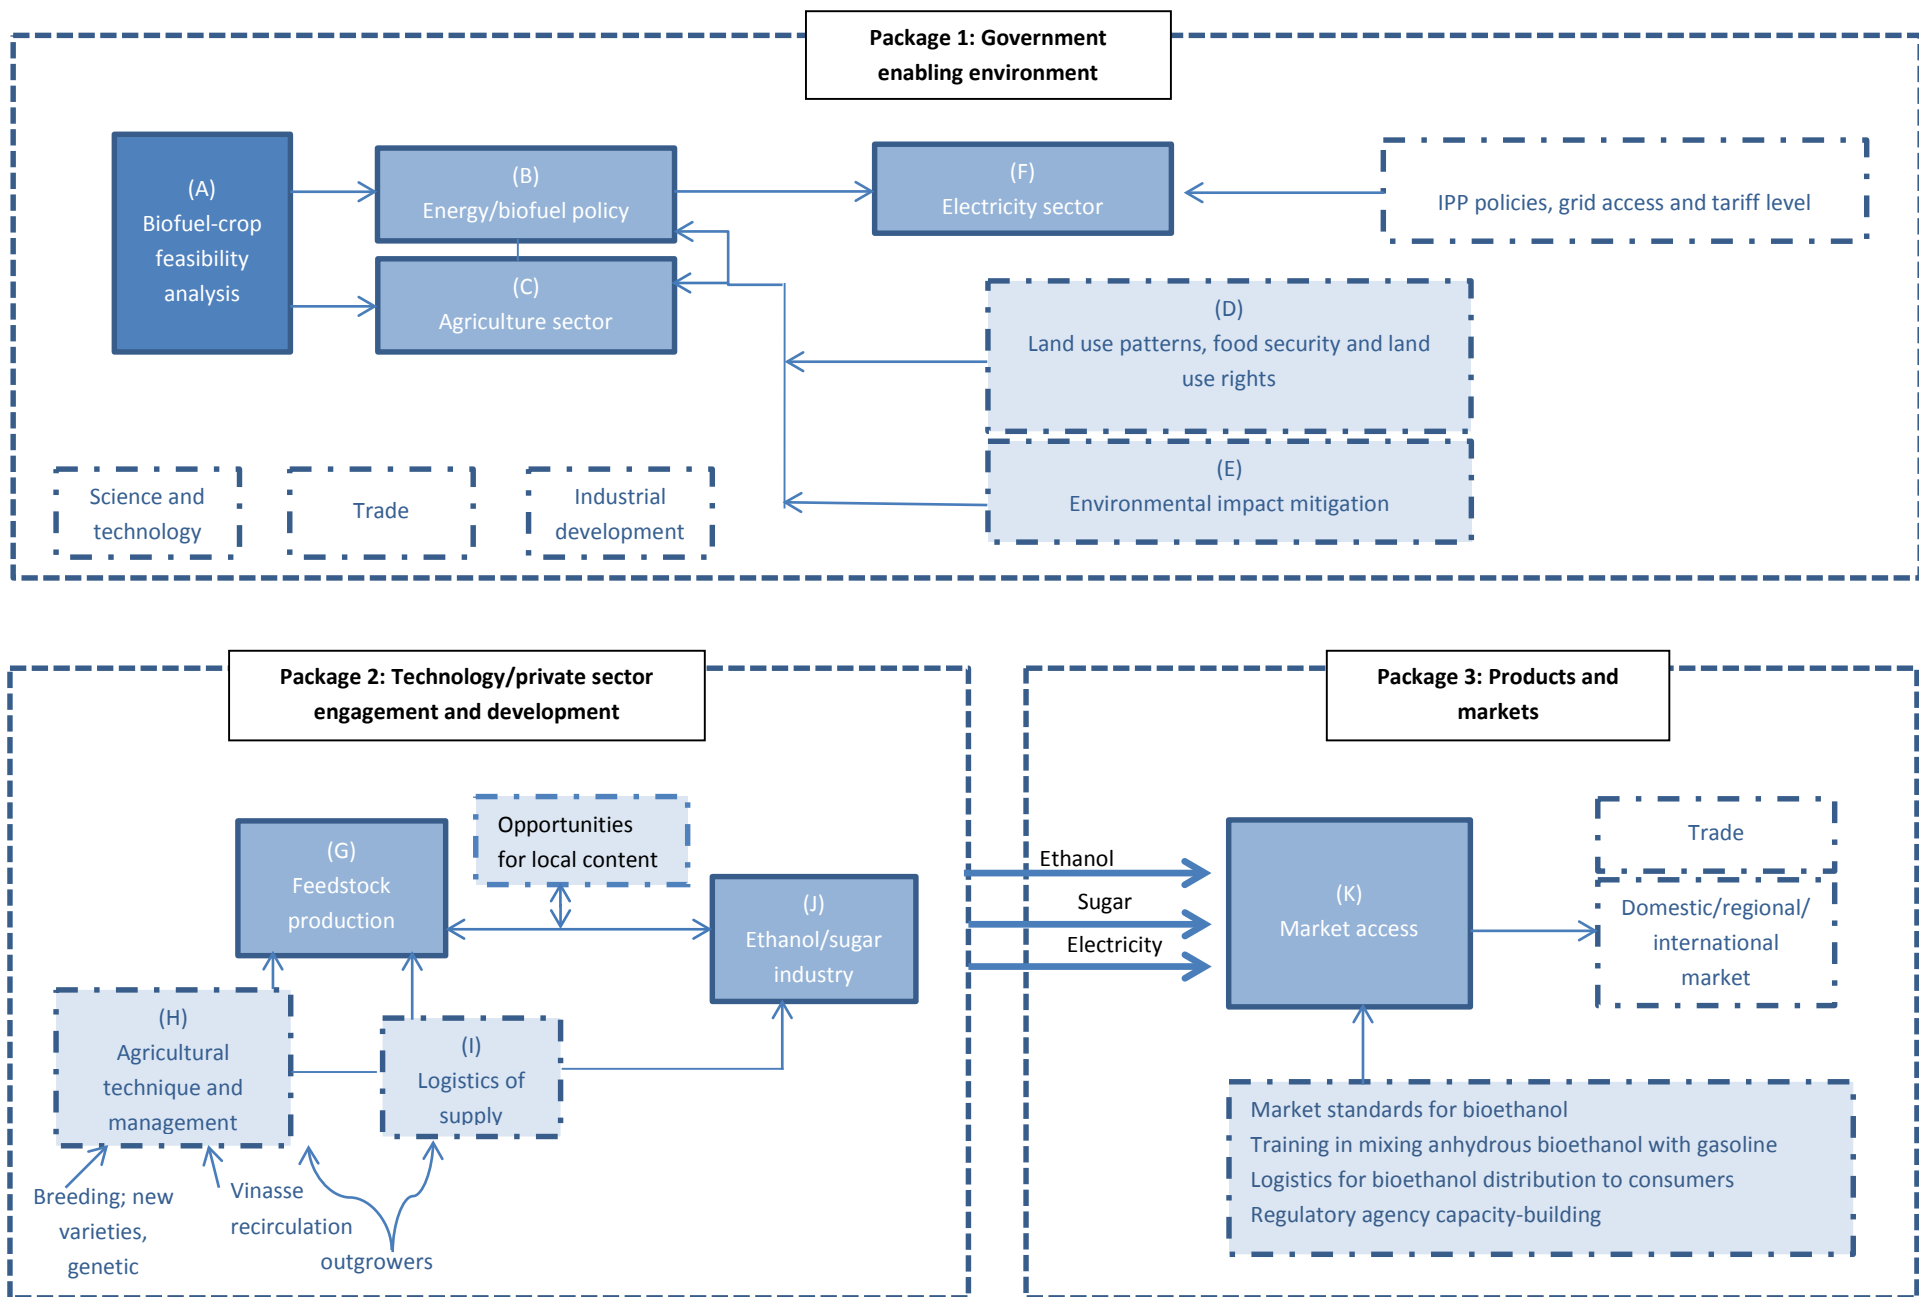 Package 1: Government
enabling environment
(A)
Biofuel-crop
feasibility
analysis
(B)
Energy/biofuel policy
(C)
Agriculture sector
(F)
Electricity sector
IPP policies, grid access and tariff level
(D)
Land use patterns, food security and land
use rights
(E)
Environmental impact mitigation
Science and
technology
Trade
Industrial
development
Package 2: Technology/private sector
engagement and development
(G)
Feedstock
production
Opportunities
for local content
(J)
Ethanol/sugar
industry
(H)
Agricultural
technique and
management
(I)
Logistics of
supply
Breeding; new
varieties,
genetic
Vinasse
recirculation
outgrowers
Ethanol
Sugar
Electricity
Package 3: Products and
markets
(K)
Market access
Trade
Domestic/regional/
international
market
Market standards for bioethanol
Training in mixing anhydrous bioethanol with gasoline
Logistics for bioethanol distribution to consumers
Regulatory agency capacity-building